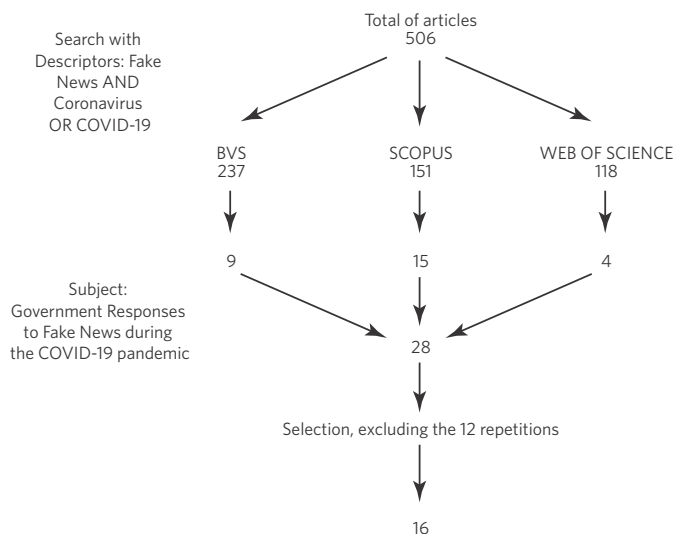 Total of articles
506
Search with
Descriptors: Fake
News AND
Coronavirus
OR COVID-19
BVS
237
SCOPUS
151
WEB OF SCIENCE
118
9
15
4
Subject:
Government Responses
to Fake News during
the COVID-19 pandemic
28
Selection, excluding the 12 repetitions
16